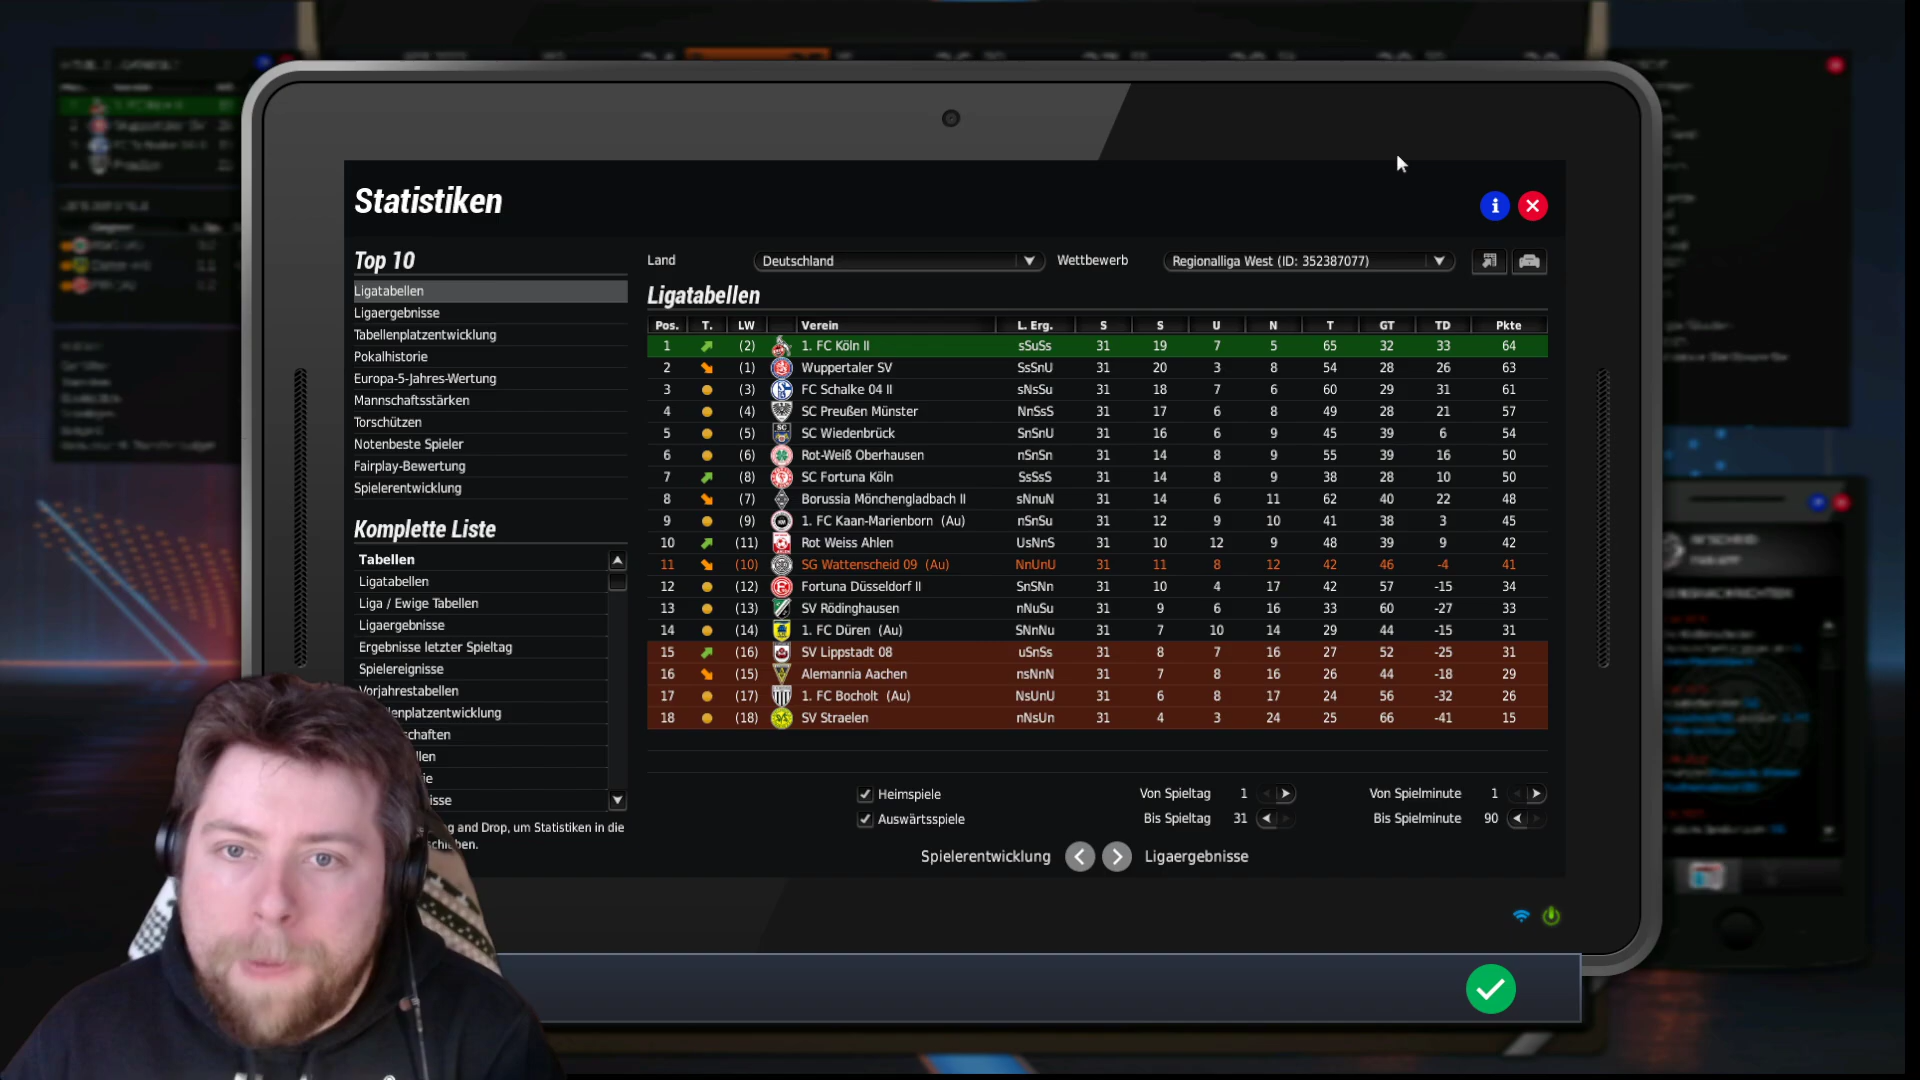 Statistiken
Top 10
Ligatabellen
Ligaergebnisse
Tabellenplatzentwicklung
Pokalhistorie
Europa-5-Jahres-Wertung
Mannschaftsstärken
Torschützen
Notenbeste Spieler
Fairplay-Bewertung
Spielerentwicklung
Komplette Liste
Tabellen
Ligatabellen
Liga / Ewige Tabellen
Ligaergebnisse
Ergebnisse letzter Spieltag
Spielereignisse
Vorjahrestabellen
lenplatzentwicklung
schaften
llen
ie
isse
g and Drop, um Statistiken in die
schieben.
Land Deutschland Wettbewerb Regionalliga West (ID: 352387077)
Ligatabellen
Pos. T. LW Verein L. Erg. S S U N T GT TD Pkte
1 (2) 1. FC Köln II sSuSs 31 19 7 5 65 32 33 64
2 (1) Wuppertaler SV SsSnU 31 20 3 8 54 28 26 63
3 (3) FC Schalke 04 II sNsSu 31 18 7 6 60 29 31 61
4 (4) SC Preußen Münster NnSsS 31 17 6 8 49 28 21 57
5 (5) SC Wiedenbrück SnSnU 31 16 6 9 45 39 6 54
6 (6) Rot-Weiß Oberhausen nSnSn 31 14 8 9 55 39 16 50
7 (8) SC Fortuna Köln SsSsS 31 14 8 9 38 28 10 50
8 (7) Borussia Mönchengladbach II sNnuN 31 14 6 11 62 40 22 48
9 (9) 1. FC Kaan-Marienborn (Au) nSnSu 31 12 9 10 41 38 3 45
10 (11) Rot Weiss Ahlen UsNnS 31 10 12 9 48 39 9 42
11 (10) SG Wattenscheid 09 (Au) NnUnU 31 11 8 12 42 46 -4 41
12 (12) Fortuna Düsseldorf II SnSNn 31 10 4 17 42 57 -15 34
13 (13) SV Rödinghausen nNuSu 31 9 6 16 33 60 -27 33
14 (14) 1. FC Düren (Au) SNnNu 31 7 10 14 29 44 -15 31
15 (16) SV Lippstadt 08 uSnSs 31 8 7 16 27 52 -25 31
16 (15) Alemannia Aachen nsNnN 31 7 8 16 26 44 -18 29
17 (17) 1. FC Bocholt (Au) NsUnU 31 6 8 17 24 56 -32 26
18 (18) SV Straelen nNsUn 31 4 3 24 25 66 -41 15
Heimspiele Von Spieltag 1 Von Spielminute 1
Auswärtsspiele Bis Spieltag 31 Bis Spielminute 90
Spielerentwicklung Ligaergebnisse